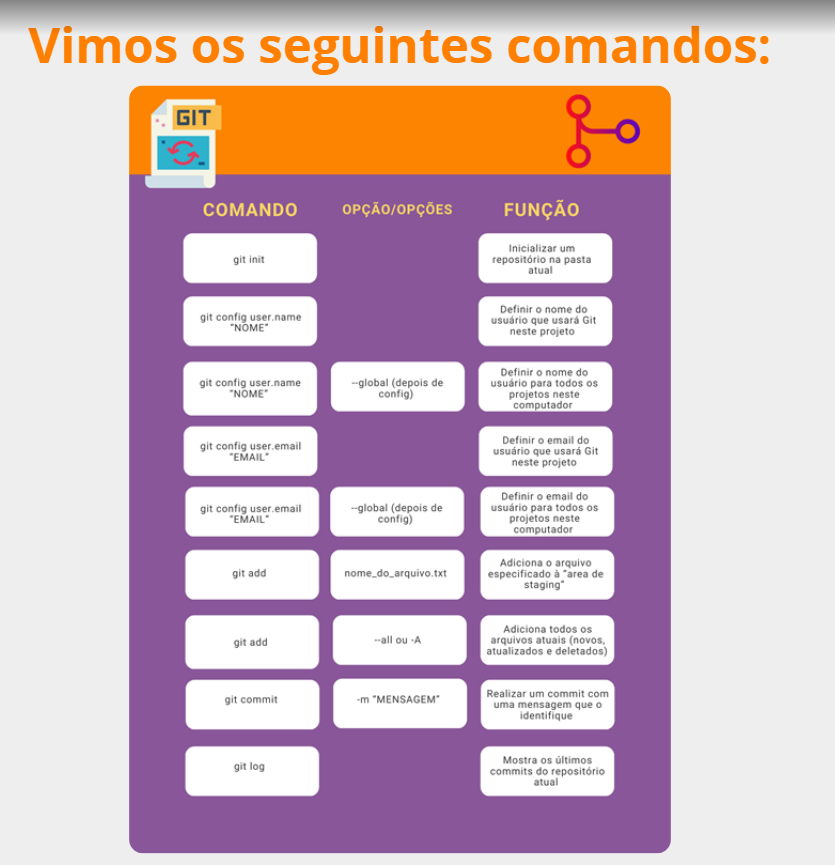 Vimos os seguintes comandos:
GIT
COMANDO OPÇÃO/OPÇÕES FUNÇÃO
git init
Inicializar um
repositório na pasta
atual
git config user.name
“NOME”
Definir o nome do
usuário que usará Git
neste projeto
git config user.name
“NOME”
--global (depois de
config)
Definir o nome do
usuário para todos os
projetos neste
computador
git config user.email
“EMAIL”
Definir o email do
usuário que usará Git
neste projeto
git config user.email
“EMAIL”
--global (depois de
config)
Definir o email do
usuário para todos os
projetos neste
computador
git add
nome_do_arquivo.txt
Adiciona o arquivo
especificado à “area de
staging”
git add
--all ou -A
Adiciona todos os
arquivos atuais (novos,
atualizados e deletados)
git commit
-m “MENSAGEM”
Realizar um commit com
uma mensagem que o
identifique
git log
Mostra os últimos
commits do repositório
atual